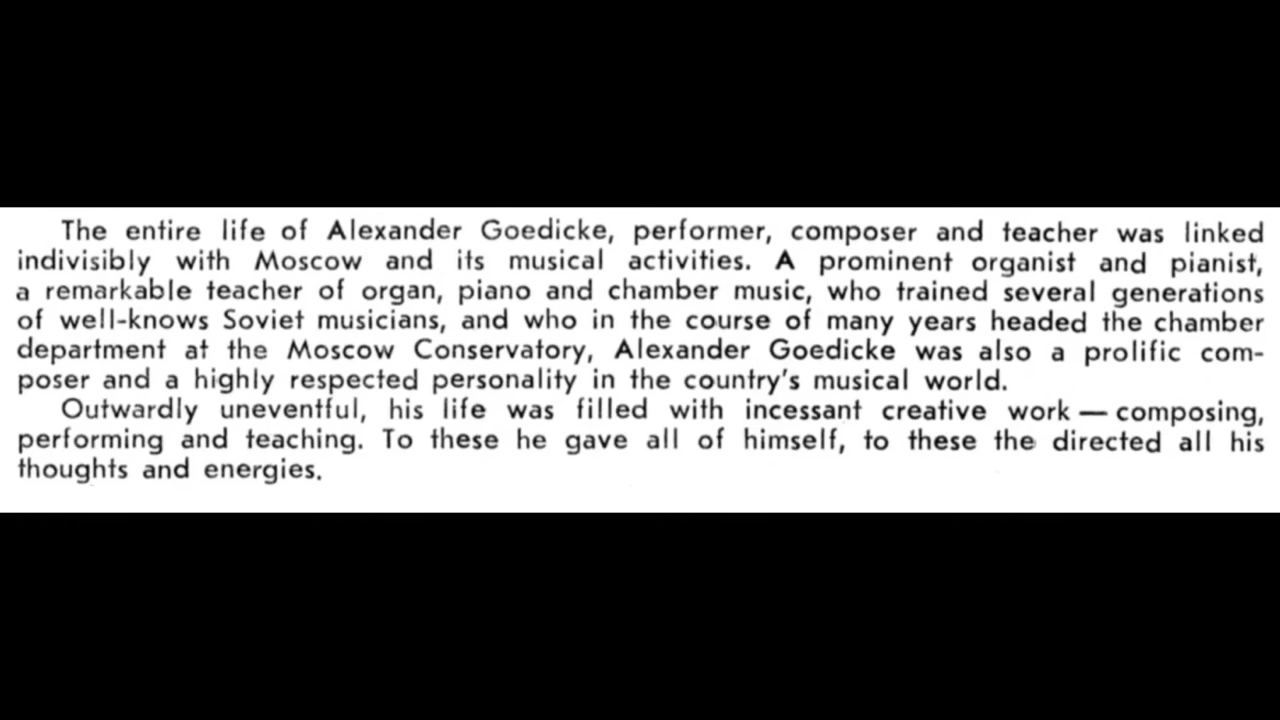 The entire life of Alexander Goedicke, performer, composer and teacher was linked
indivisibly with Moscow and its musical activities. A prominent organist and pianist,
a remarkable teacher of organ, piano and chamber music, who trained several generations
of well-knows Soviet musicians, and who in the course of many years headed the chamber
department at the Moscow Conservatory, Alexander Goedicke was also a prolific com-
poser and a highly respected personality in the country's musical world.
Outwardly uneventful, his life was filled with incessant creative work — composing,
performing and teaching. To these he gave all of himself, to these the directed all his
thoughts and energies.